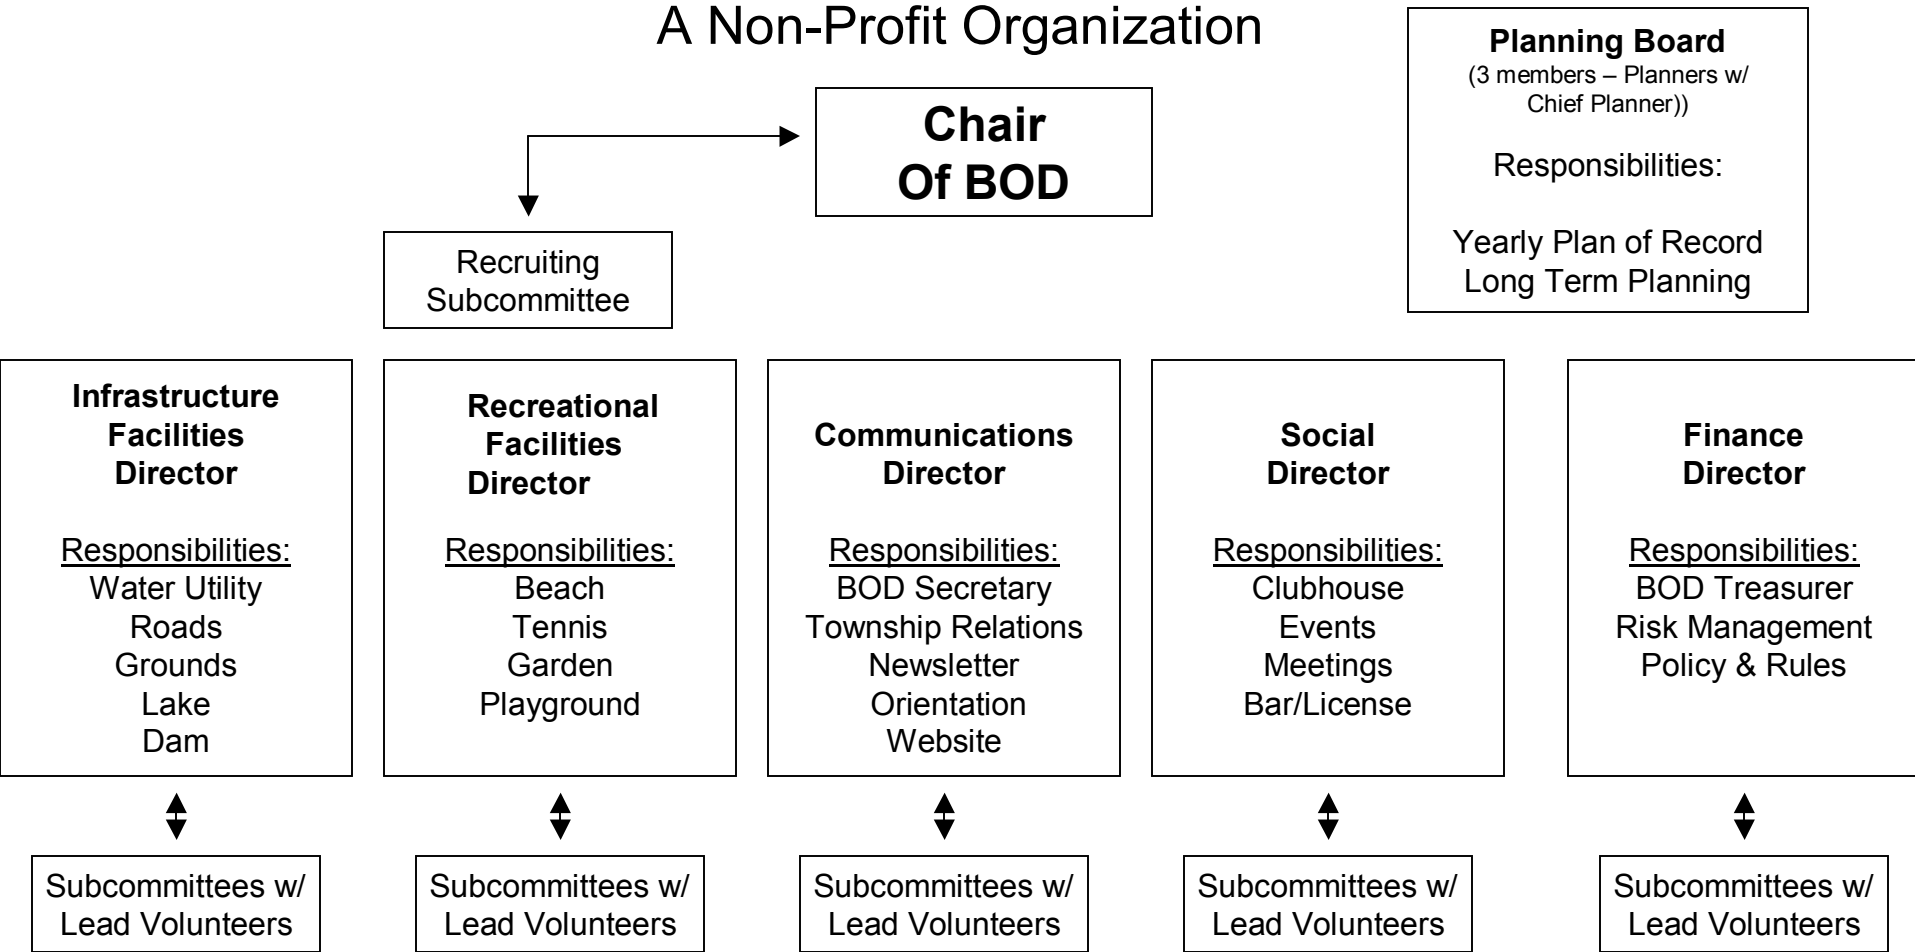 A Non-Profit Organization
Planning Board
(3 members – Planners w/
Chief Planner))
Responsibilities:
Yearly Plan of Record
Long Term Planning
Chair
Of BOD
Recruiting
Subcommittee
Infrastructure
Facilities
Director
Responsibilities:
Water Utility
Roads
Grounds
Lake
Dam
Recreational
Facilities
Director
Responsibilities:
Beach
Tennis
Garden
Playground
Communications
Director
Responsibilities:
BOD Secretary
Township Relations
Newsletter
Orientation
Website
Social
Director
Responsibilities:
Clubhouse
Events
Meetings
Bar/License
Finance
Director
Responsibilities:
BOD Treasurer
Risk Management
Policy & Rules
Subcommittees w/
Lead Volunteers
Subcommittees w/
Lead Volunteers
Subcommittees w/
Lead Volunteers
Subcommittees w/
Lead Volunteers
Subcommittees w/
Lead Volunteers